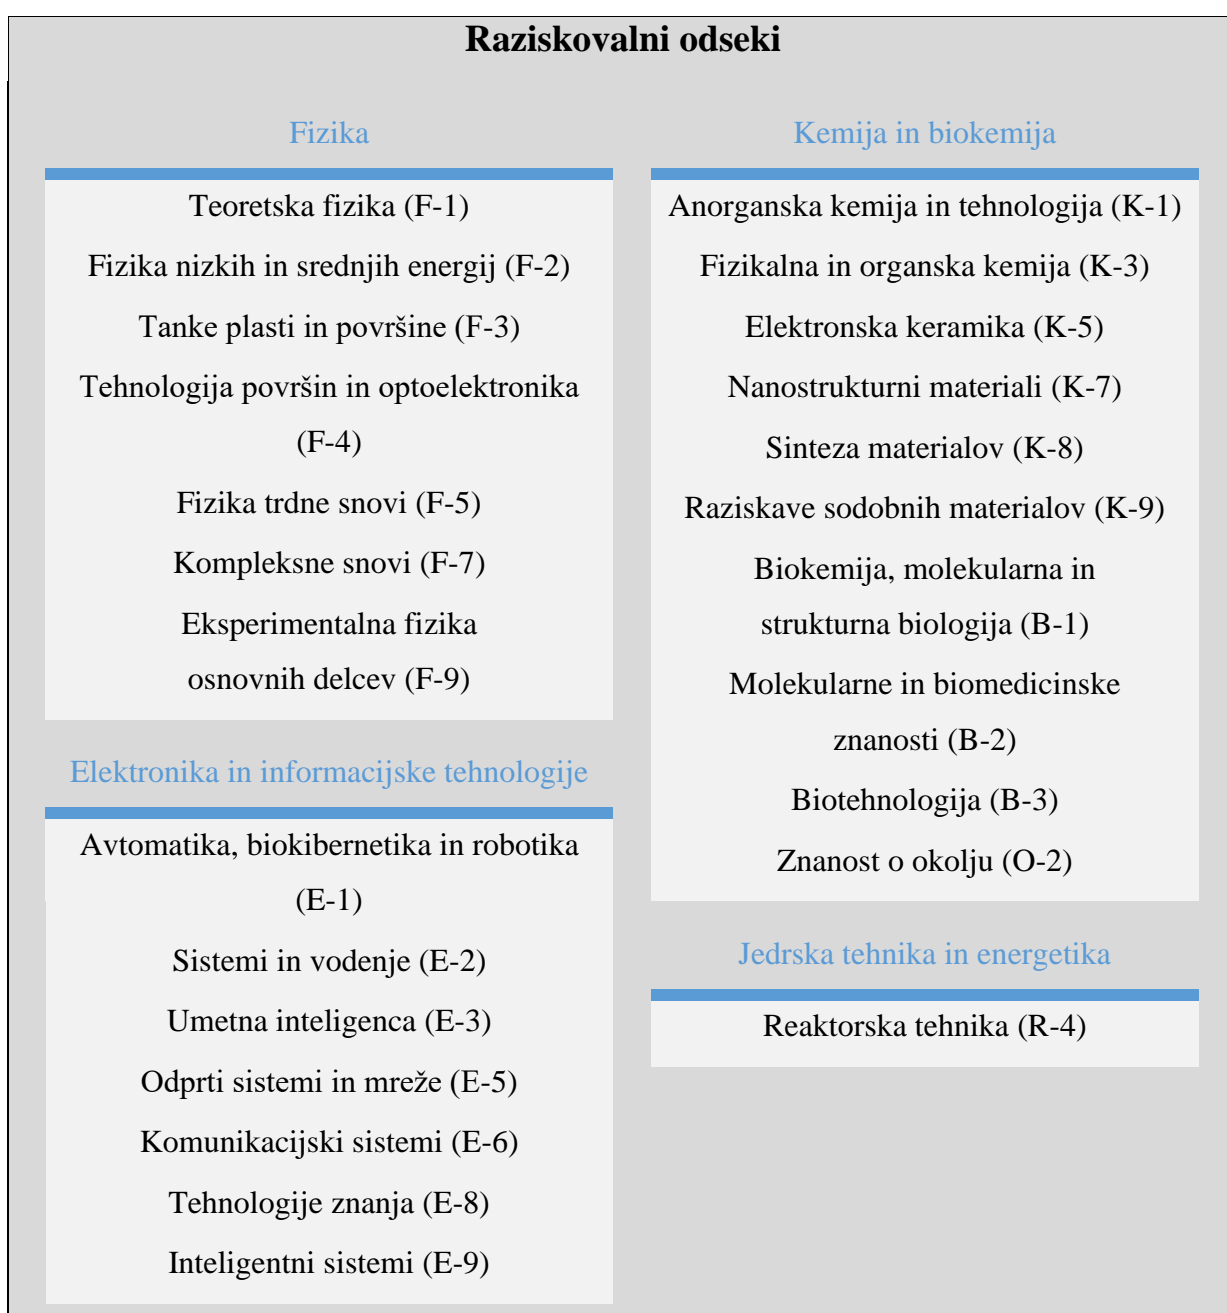 Raziskovalni odseki
Fizika
Teoretska fizika (F-1)
Fizika nizkih in srednjih energij (F-2)
Tanke plasti in površine (F-3)
Tehnologija površin in optoelektronika
(F-4)
Fizika trdne snovi (F-5)
Kompleksne snovi (F-7)
Eksperimentalna fizika
osnovnih delcev (F-9)
Elektronika in informacijske tehnologije
Avtomatika, biokibernetika in robotika
(E-1)
Sistemi in vodenje (E-2)
Umetna inteligenca (E-3)
Odprti sistemi in mreže (E-5)
Komunikacijski sistemi (E-6)
Tehnologije znanja (E-8)
Inteligentni sistemi (E-9)
Kemija in biokemija
Anorganska kemija in tehnologija (K-1)
Fizikalna in organska kemija (K-3)
Elektronska keramika (K-5)
Nanostrukturni materiali (K-7)
Sinteza materialov (K-8)
Raziskave sodobnih materialov (K-9)
Biokemija, molekularna in
strukturna biologija (B-1)
Molekularne in biomedicinske
znanosti (B-2)
Biotehnologija (B-3)
Znanost o okolju (O-2)
Jedrska tehnika in energetika
Reaktorska tehnika (R-4)